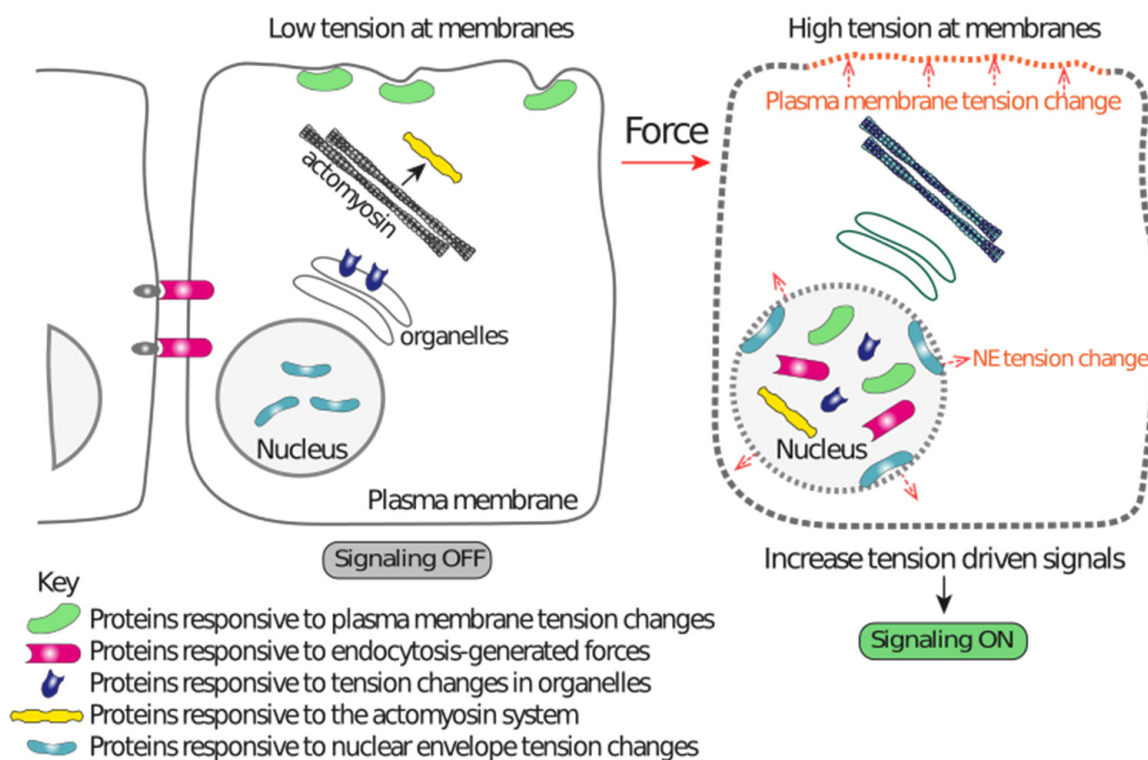 Low tension at membranes
High tension at membranes
Plasma membrane tension change
Force
actomyosin
organelles
NE tension change
Nucleus
Nucleus
Plasma membrane
Signaling OFF
Increase tension driven signals
Signaling ON
Key
Proteins responsive to plasma membrane tension changes
Proteins responsive to endocytosis-generated forces
Proteins responsive to tension changes in organelles
Proteins responsive to the actomyosin system
Proteins responsive to nuclear envelope tension changes